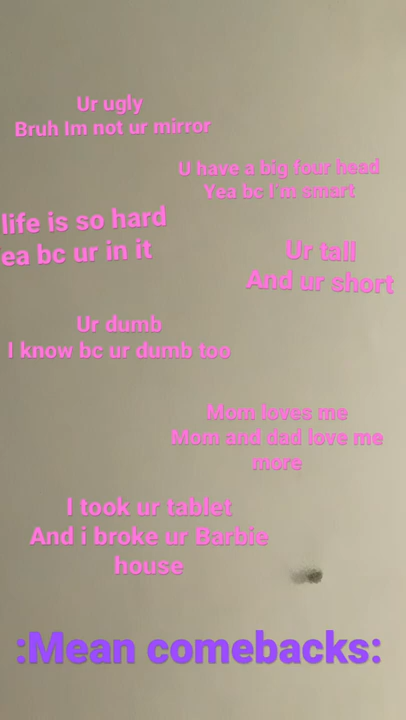 Ur ugly
Bruh Im not ur mirror
U have a big four head
Yea bc I'm smart
life is so hard
ea bc ur in it
Ur tall
And ur short
Ur dumb
I know bc ur dumb too
Mom loves me
Mom and dad love me
more
I took ur tablet
And i broke ur Barbie
house
:Mean comebacks: